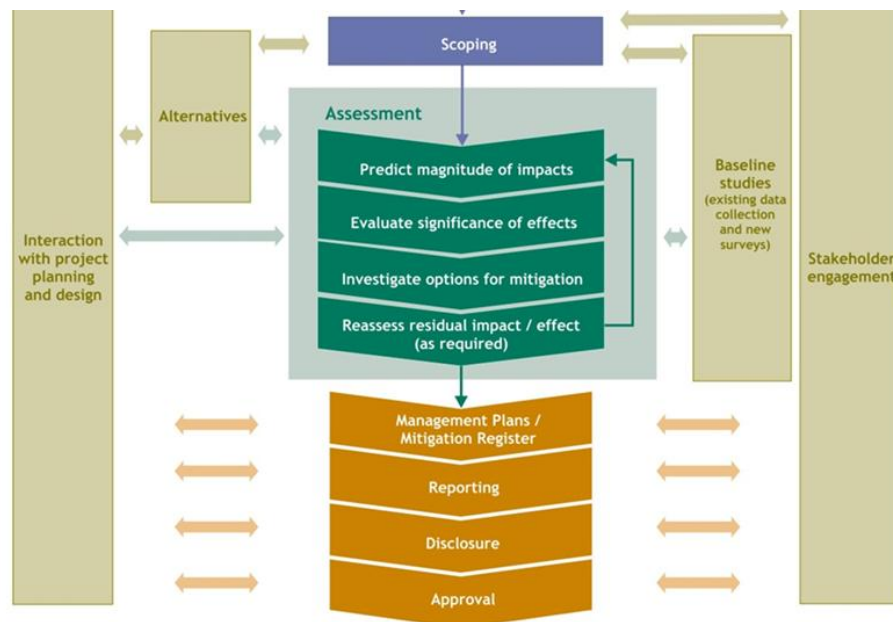 Scoping
Alternatives
Assessment
Predict magnitude of impacts
Evaluate significance of effects
Investigate options for mitigation
Reassess residual impact / effect
(as required)
Baseline
studies
(existing data
collection
and new
surveys)
Interaction
with project
planning
and design
Stakeholder
engagement
Management Plans /
Mitigation Register
Reporting
Disclosure
Approval